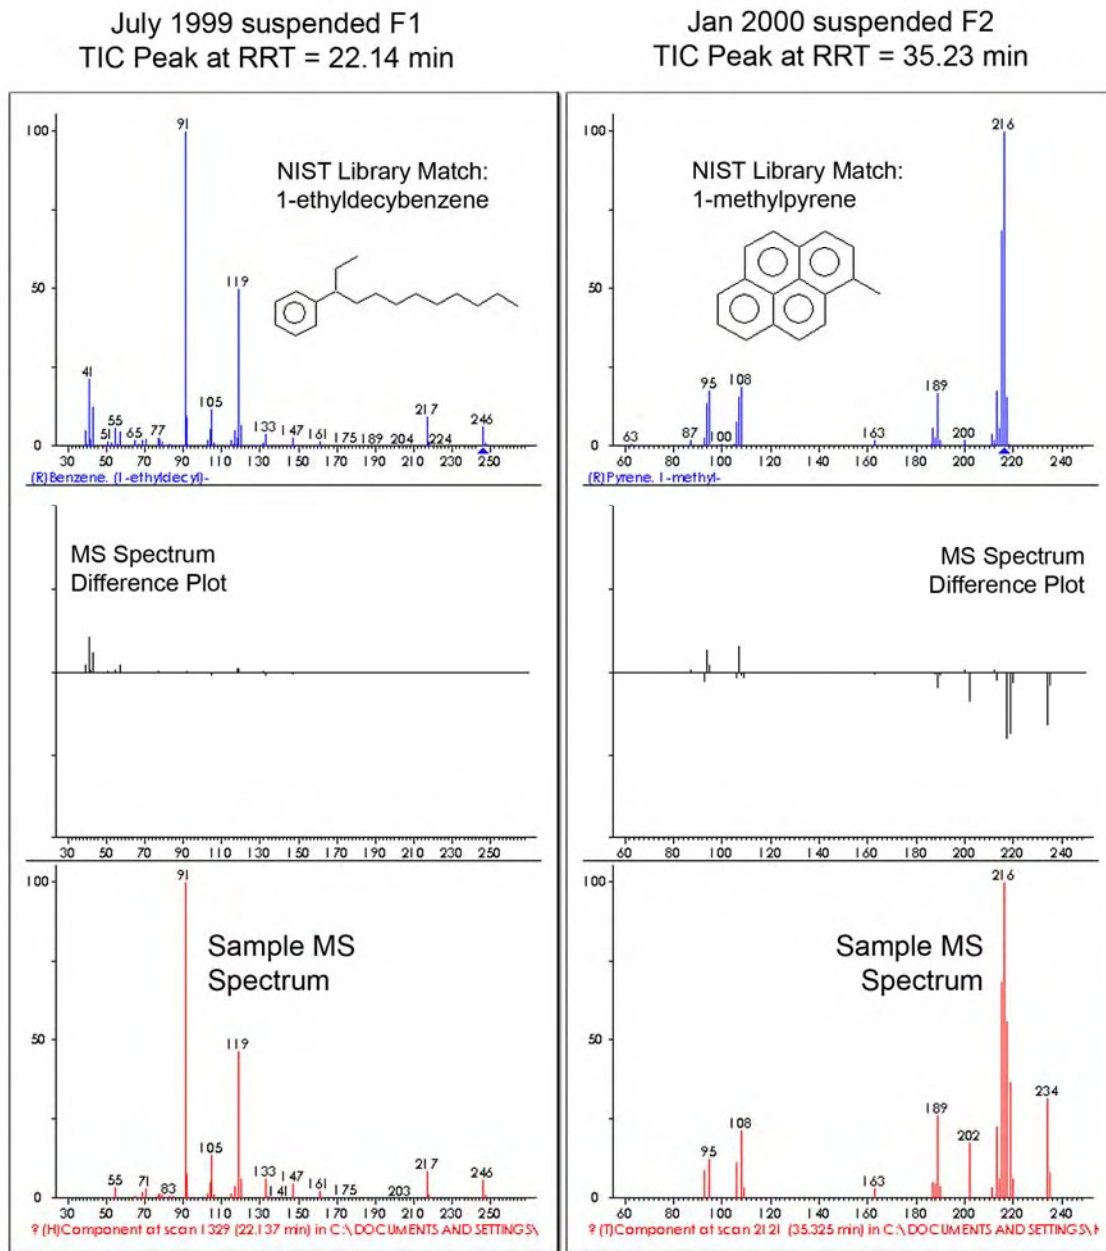 July 1999 suspended F1
TIC Peak at RRT = 22.14 min
Jan 2000 suspended F2
TIC Peak at RRT = 35.23 min
100
50
0
91
NIST Library Match:
1-ethyldecybenzene
119
41
105
55
51
65
77
133
147
161
175
189
204
217
224
246
30 50 70 90 110 130 150 170 190 210 230 250
(R)Benzene. (1-ethyldecyl)-
100
50
0
216
NIST Library Match:
1-methylpyrene
63
87
95
100
108
163
189
200
60 80 100 120 140 160 180 200 220 240
(R)Pyrene. 1-methyl-
MS Spectrum
Difference Plot
30 50 70 90 110 130 150 170 190 210 230 250
MS Spectrum
Difference Plot
60 80 100 120 140 160 180 200 220 240
100
50
0
91
Sample MS
Spectrum
119
105
55
71
83
133
141
147
161
175
203
217
246
30 50 70 90 110 130 150 170 190 210 230 250
(H)Component at scan 1329 (22.137 min) in C:\DOCUMENTS AND SETTINGS\
100
50
0
216
Sample MS
Spectrum
234
189
202
108
95
163
60 80 100 120 140 160 180 200 220 240
(T)Component at scan 2121 (35.325 min) in C:\DOCUMENTS AND SETTINGS\